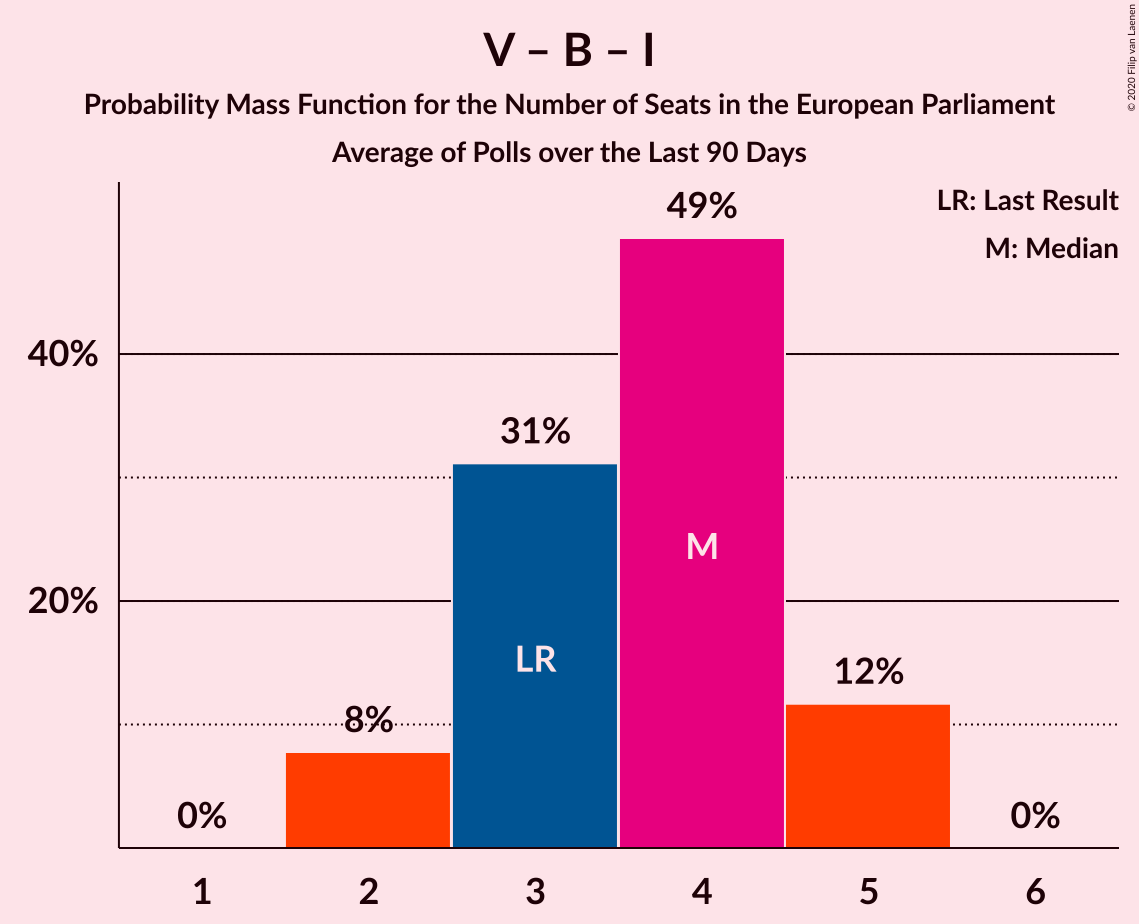 V – B – I
Probability Mass Function for the Number of Seats in the European Parliament
Average of Polls over the Last 90 Days
© 2020 Filip van Laenen
LR: Last Result
M: Median
49%
40%
31%
M
20%
LR
12%
8%
0%
0%
1 2 3 4 5 6